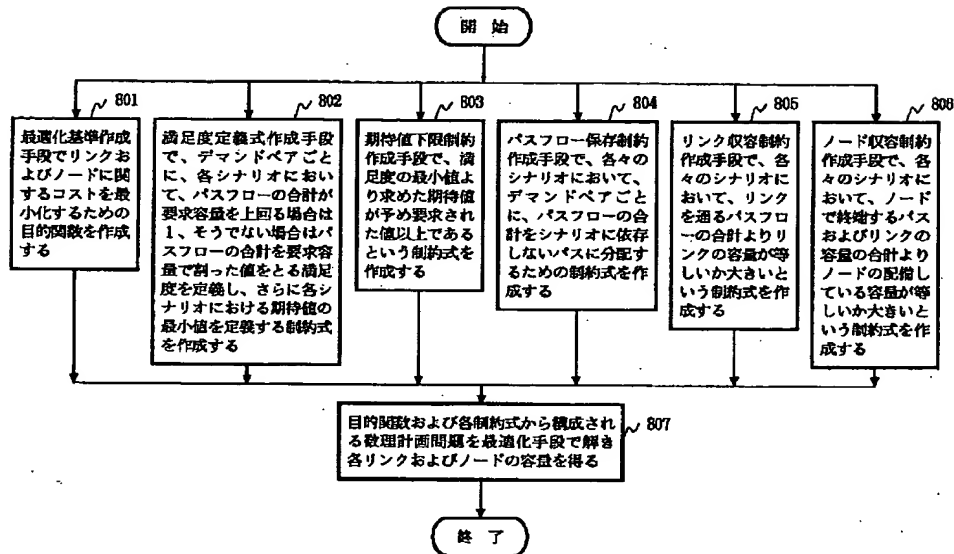 開 始
801
最適化基準作成
手段でリンクお
よびノードに関
するコストを最
小化するための
目的関数を作成
する
802
満足度定義式作成手段
で、デマンドペアごと
に、各シナリオにおい
て、パスフローの合計が
要求容量を上回る場合は
1、そうでない場合はパ
スフローの合計を要求容
量で割った値をとる満足
度を定義し、さらに各シ
ナリオにおける期待値の
最小値を定義する制約式
を作成する
803
期待値下限制約
作成手段で、満
足度の最小値よ
り求めた期待値
が予め要求され
た値以上である
という制約式を
作成する
804
パスフロー保存制約
作成手段で、各々の
シナリオにおいて、
デマンドペアごと
に、パスフローの合
計をシナリオに依存
しないパスに分配す
るための制約式を作
成する
805
リンク収容制約
作成手段で、各
々のシナリオに
おいて、リンク
を通るパスフロ
ーの合計よりリ
ンクの容量が等
しいか大きいと
いう制約式を作
成する
806
ノード収容制約
作成手段で、各
々のシナリオに
おいて、ノード
で終端するパス
およびリンクの
容量の合計より
ノードの配備し
ている容量が等
しいか大きいと
いう制約式を作
成する
目的関数および各制約式から構成され
る数理計画問題を最適化手段で解き
各リンクおよびノードの容量を得る
807
終 了